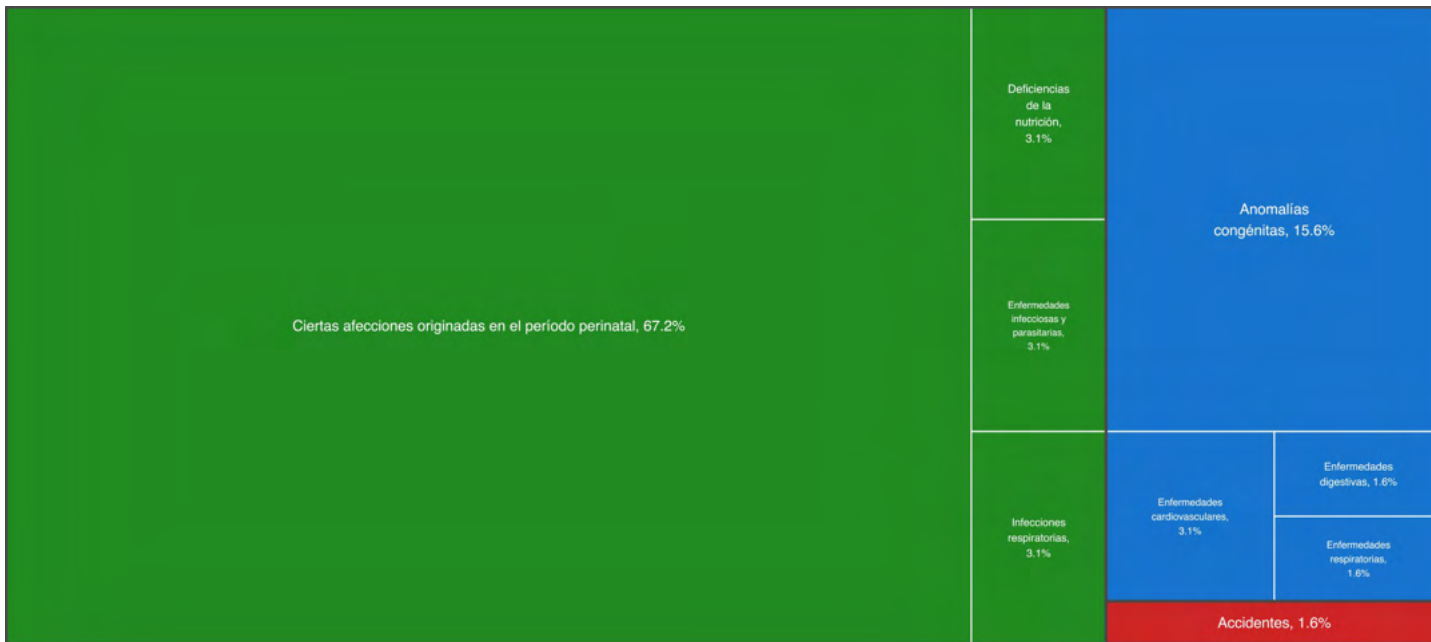 Ciertas afecciones originadas en el período perinatal, 67.2%
Deficiencias
de la
nutrición,
3.1%
Enfermedades
infecciosas y
parasitarias,
3.1%
Infecciones
respiratorias,
3.1%
Anomalías
congénitas, 15.6%
Enfermedades
cardiovasculares,
3.1%
Enfermedades
digestivas, 1.6%
Enfermedades
respiratorias,
1.6%
Accidentes, 1.6%